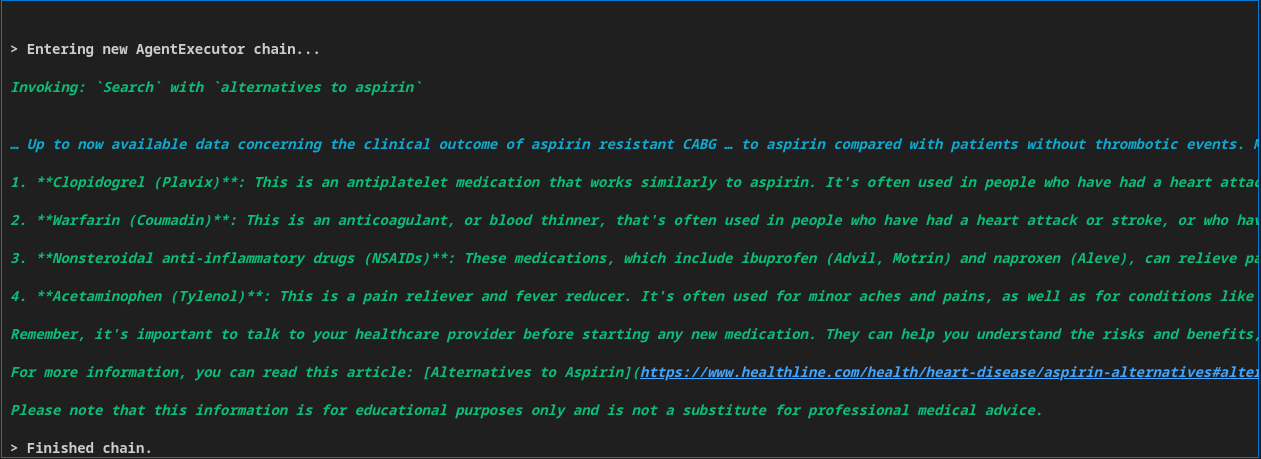 > Entering new AgentExecutor chain...
Invoking: `Search` with `alternatives to aspirin`
… Up to now available data concerning the clinical outcome of aspirin resistant CABG … to aspirin compared with patients without thrombotic events.
1. **Clopidogrel (Plavix)**: This is an antiplatelet medication that works similarly to aspirin. It's often used in people who have had a heart attac
2. **Warfarin (Coumadin)**: This is an anticoagulant, or blood thinner, that's often used in people who have had a heart attack or stroke, or who hav
3. **Nonsteroidal anti-inflammatory drugs (NSAIDs)**: These medications, which include ibuprofen (Advil, Motrin) and naproxen (Aleve), can relieve pa
4. **Acetaminophen (Tylenol)**: This is a pain reliever and fever reducer. It's often used for minor aches and pains, as well as for conditions like
Remember, it's important to talk to your healthcare provider before starting any new medication. They can help you understand the risks and benefits,
For more information, you can read this article: [Alternatives to Aspirin](https://www.healthline.com/health/heart-disease/aspirin-alternatives#alter
Please note that this information is for educational purposes only and is not a substitute for professional medical advice.
> Finished chain.